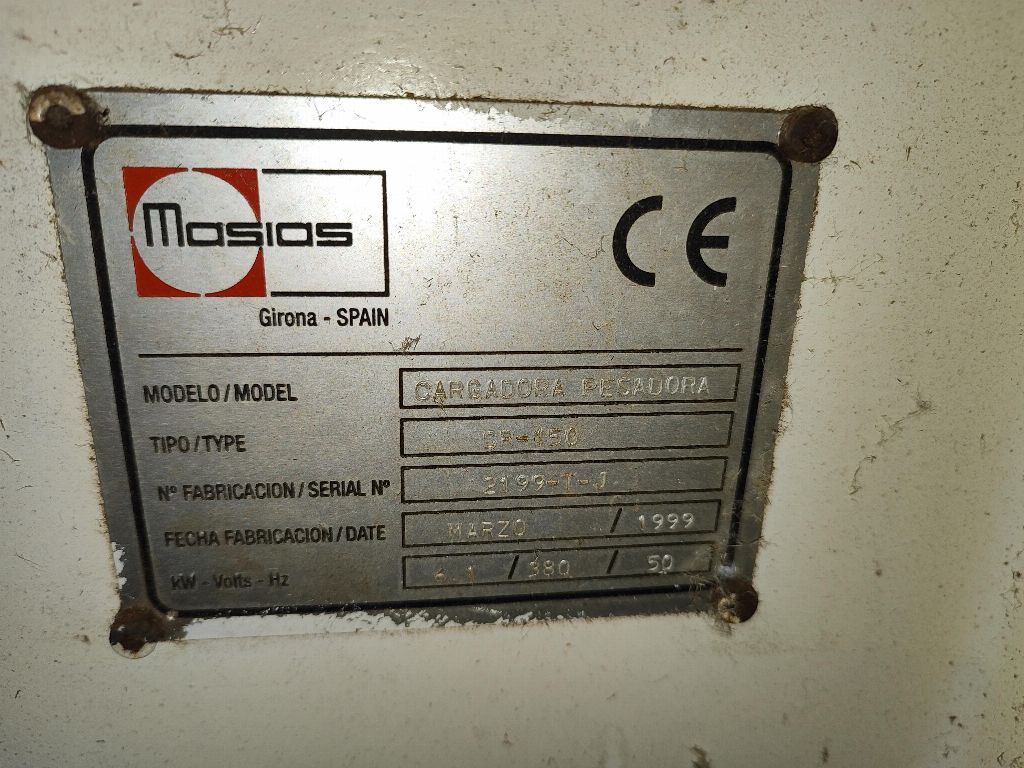 Masias
CE
Girona - SPAIN
MODELO/MODEL CARGADORA PESADORA
TIPO/TYPE
Nº FABRICACION/SERIAL Nº 2199-T-J
FECHA FABRICACION/DATE MARZO / 1999
kW - Volts - Hz / 380 / 50